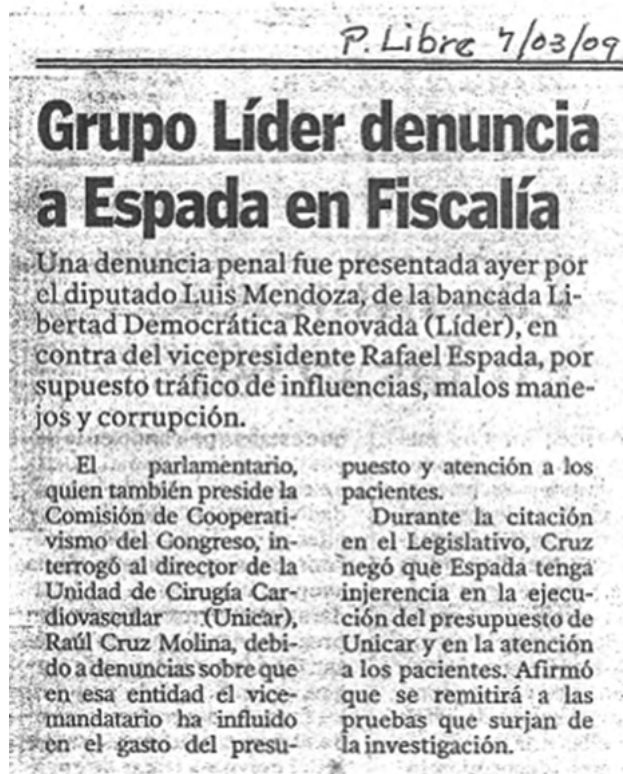 P. Libre 7/03/09
Grupo Líder denuncia
a Espada en Fiscalía
Una denuncia penal fue presentada ayer por
el diputado Luis Mendoza, de la bancada Li-
bertad Democrática Renovada (Líder), en
contra del vicepresidente Rafael Espada, por
supuesto tráfico de influencias, malos mane-
jos y corrupción.
El parlamentario,
quien también preside la
Comisión de Cooperati-
vismo del Congreso, in-
terrogó al director de la
Unidad de Cirugía Car-
diovascular (Unicar),
Raúl Cruz Molina, debi-
do a denuncias sobre que
en esa entidad el vice-
mandatario ha influido
en el gasto del presu-
puesto y atención a los
pacientes.
Durante la citación
en el Legislativo, Cruz
negó que Espada tenga
injerencia en la ejecu-
ción del presupuesto de
Unicar y en la atención
a los pacientes. Afirmó
que se remitirá a las
pruebas que surjan de
la investigación.